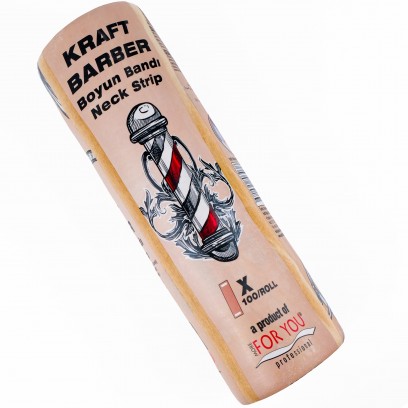 KRAFT
BARBER
Boyun Bandı
Neck Strip
X
100/ROLL
a product of
FOR YOU
professional